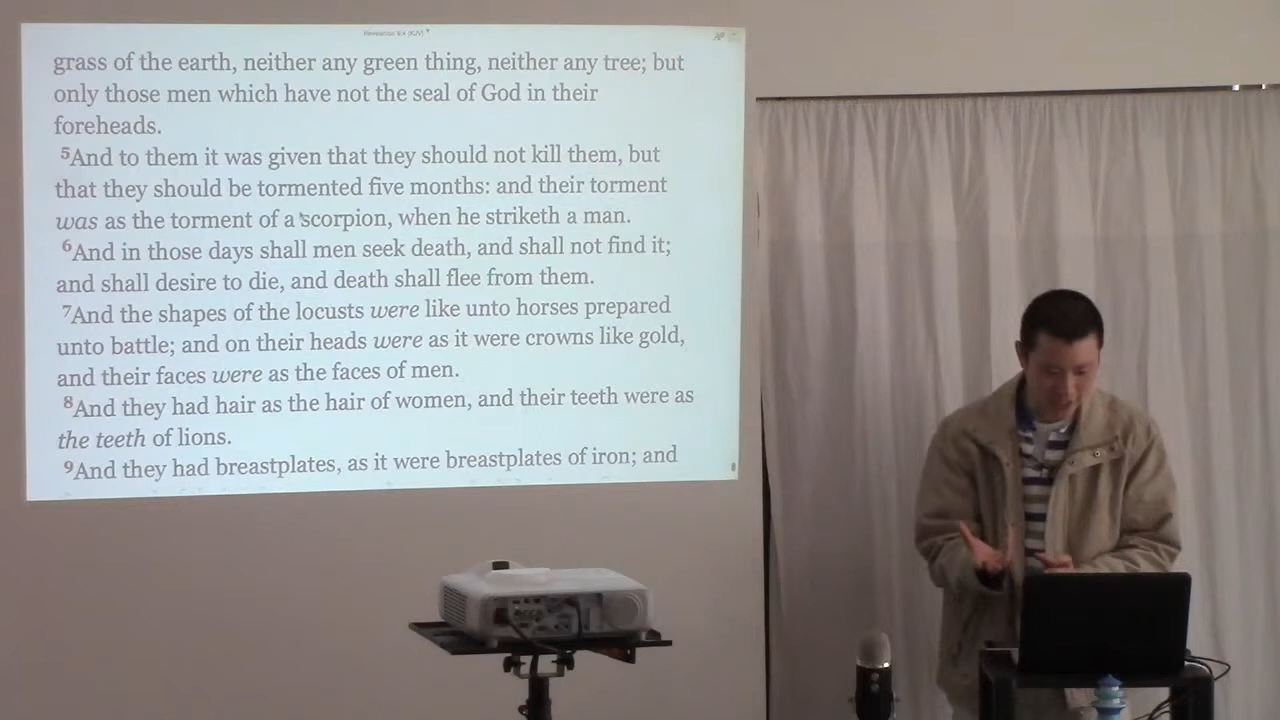 Revelation 9:4 (KJV)
grass of the earth, neither any green thing, neither any tree; but
only those men which have not the seal of God in their
foreheads.
5And to them it was given that they should not kill them, but
that they should be tormented five months: and their torment
was as the torment of a scorpion, when he striketh a man.
6And in those days shall men seek death, and shall not find it;
and shall desire to die, and death shall flee from them.
7And the shapes of the locusts were like unto horses prepared
unto battle; and on their heads were as it were crowns like gold,
and their faces were as the faces of men.
8And they had hair as the hair of women, and their teeth were as
the teeth of lions.
9And they had breastplates, as it were breastplates of iron; and